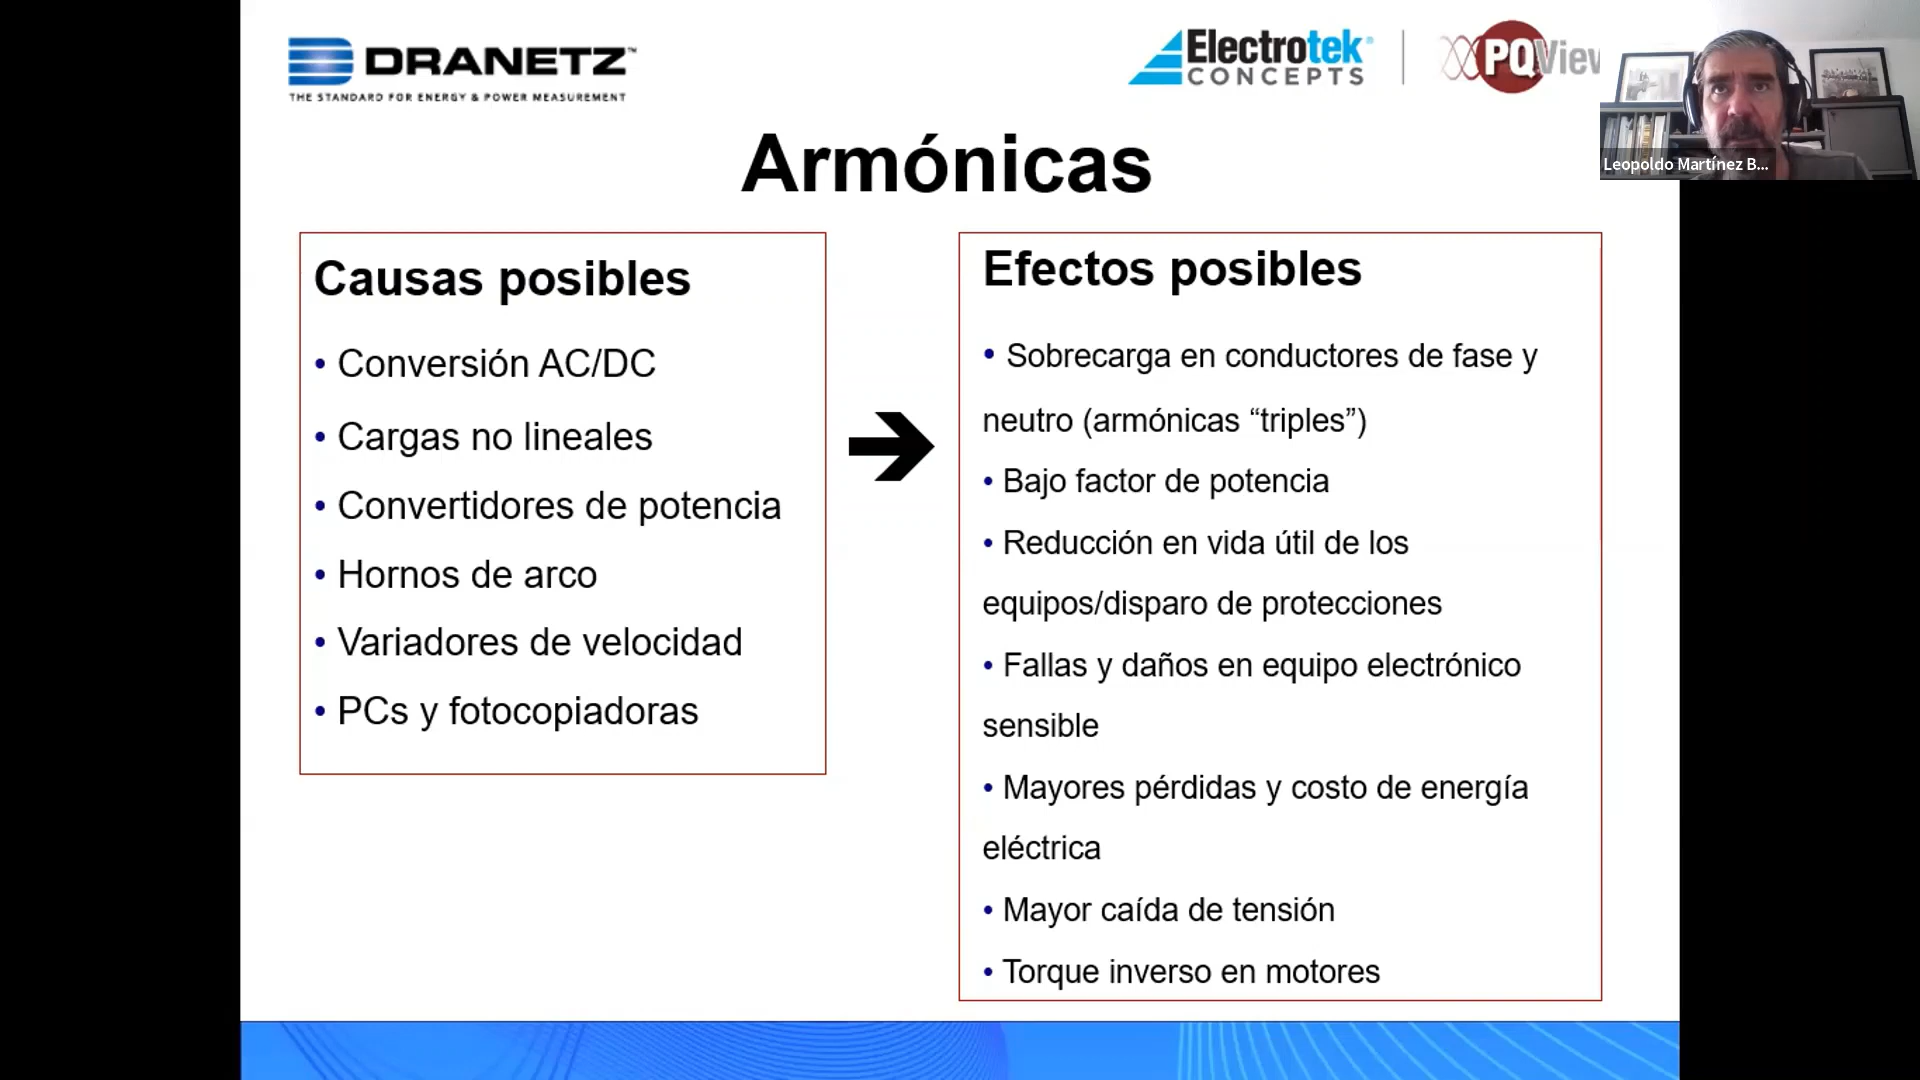 DRANETZ™
THE STANDARD FOR ENERGY & POWER MEASUREMENT
Electrotek®
CONCEPTS
PQView
Leopoldo Martínez B...
Armónicas
Causas posibles
• Conversión AC/DC
• Cargas no lineales
• Convertidores de potencia
• Hornos de arco
• Variadores de velocidad
• PCs y fotocopiadoras
Efectos posibles
• Sobrecarga en conductores de fase y
neutro (armónicas “triples”)
• Bajo factor de potencia
• Reducción en vida útil de los
equipos/disparo de protecciones
• Fallas y daños en equipo electrónico
sensible
• Mayores pérdidas y costo de energía
eléctrica
• Mayor caída de tensión
• Torque inverso en motores